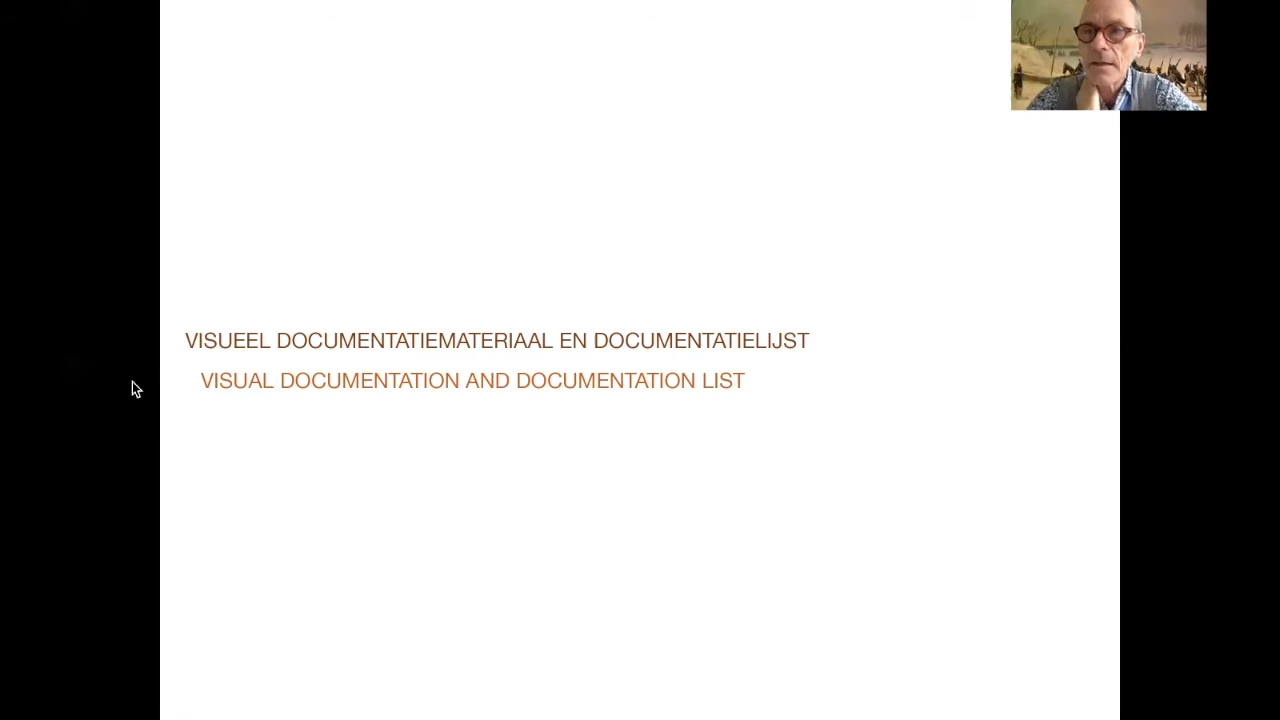 VISUEEL DOCUMENTATIEMATERIAAL EN DOCUMENTATIELIJST
VISUAL DOCUMENTATION AND DOCUMENTATION LIST